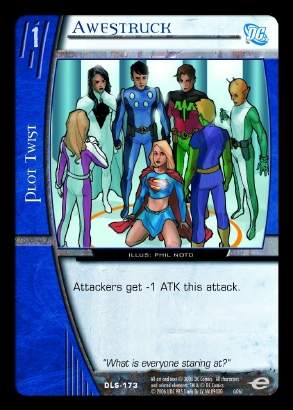 1
AWESTRUCK
DC
PLOT TWIST
ILLUS: PHIL NOTO
Attackers get -1 ATK this attack.
"What is everyone staring at?"
DLS-173